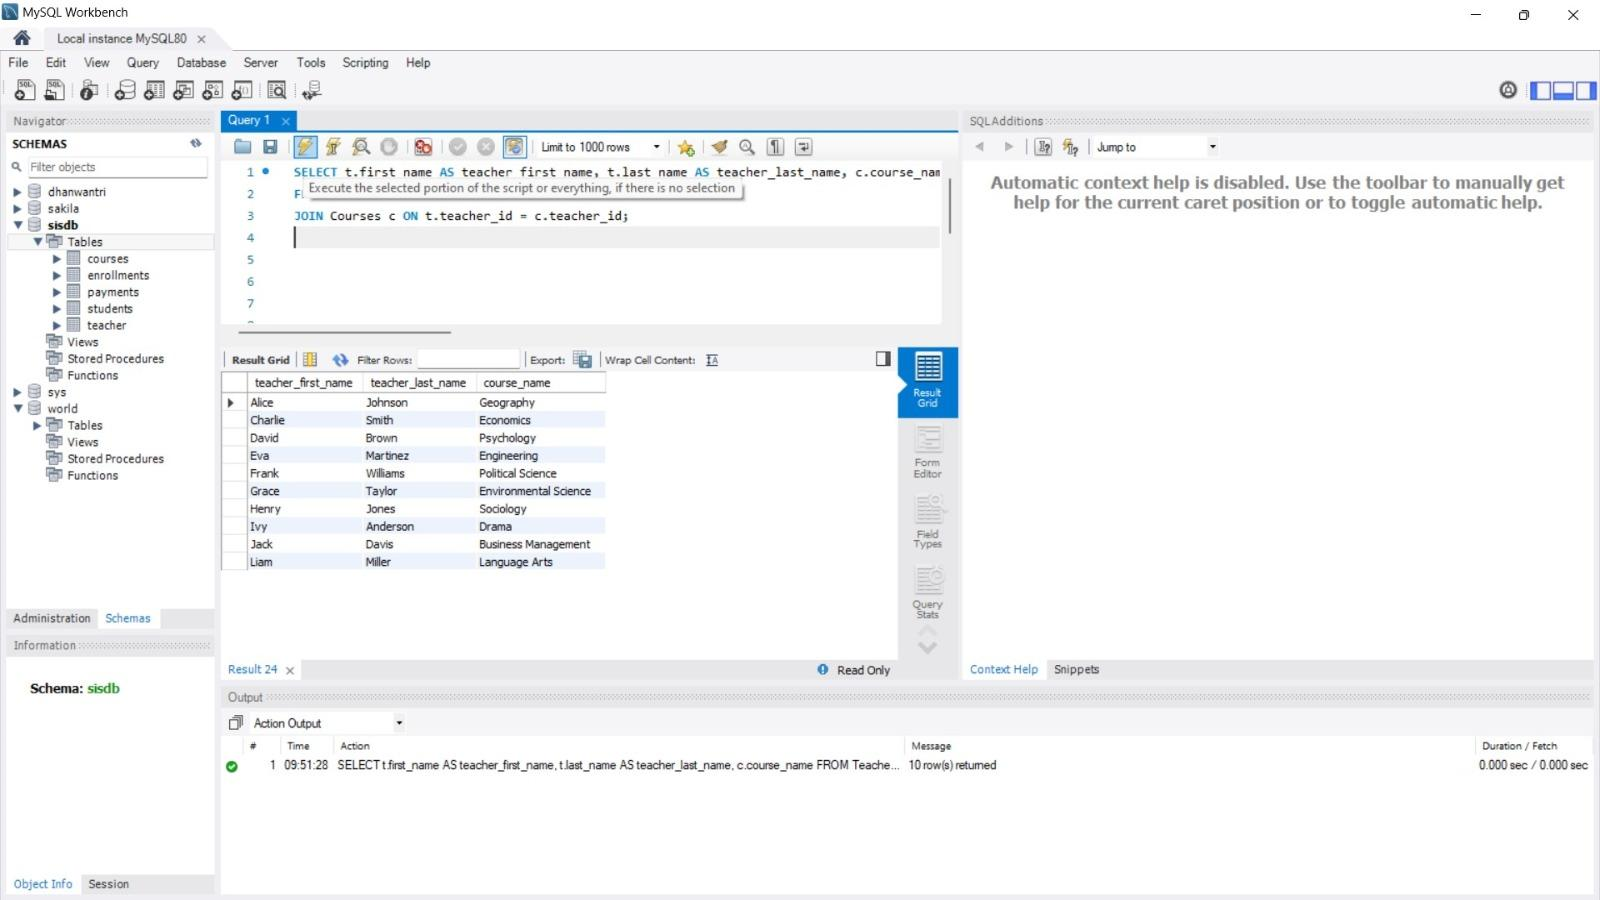 MySQL Workbench
Local instance MySQL80
File Edit View Query Database Server Tools Scripting Help
Navigator
SCHEMAS
Filter objects
dhanwantri
sakila
sisdb
Tables
courses
enrollments
payments
students
teacher
Views
Stored Procedures
Functions
sys
world
Tables
Views
Stored Procedures
Functions
Administration Schemas
Information
Schema: sisdb
Object Info Session
Query 1
Limit to 1000 rows
1 SELECT t.first_name AS teacher_first_name, t.last_name AS teacher_last_name, c.course_nam
Execute the selected portion of the script or everything, if there is no selection
2 F
3 JOIN Courses c ON t.teacher_id = c.teacher_id;
4
5
6
7
Result Grid Filter Rows: Export: Wrap Cell Content:
teacher_first_name teacher_last_name course_name
Alice Johnson Geography
Charlie Smith Economics
David Brown Psychology
Eva Martinez Engineering
Frank Williams Political Science
Grace Taylor Environmental Science
Henry Jones Sociology
Ivy Anderson Drama
Jack Davis Business Management
Liam Miller Language Arts
Result
Grid
Form
Editor
Field
Types
Query
Stats
Result 24 Read Only
SQLAdditions
Jump to
Automatic context help is disabled. Use the toolbar to manually get
help for the current caret position or to toggle automatic help.
Context Help Snippets
Output
Action Output
# Time Action Message Duration / Fetch
1 09:51:28 SELECT t.first_name AS teacher_first_name, t.last_name AS teacher_last_name, c.course_name FROM Teache... 10 row(s) returned 0.000 sec / 0.000 sec